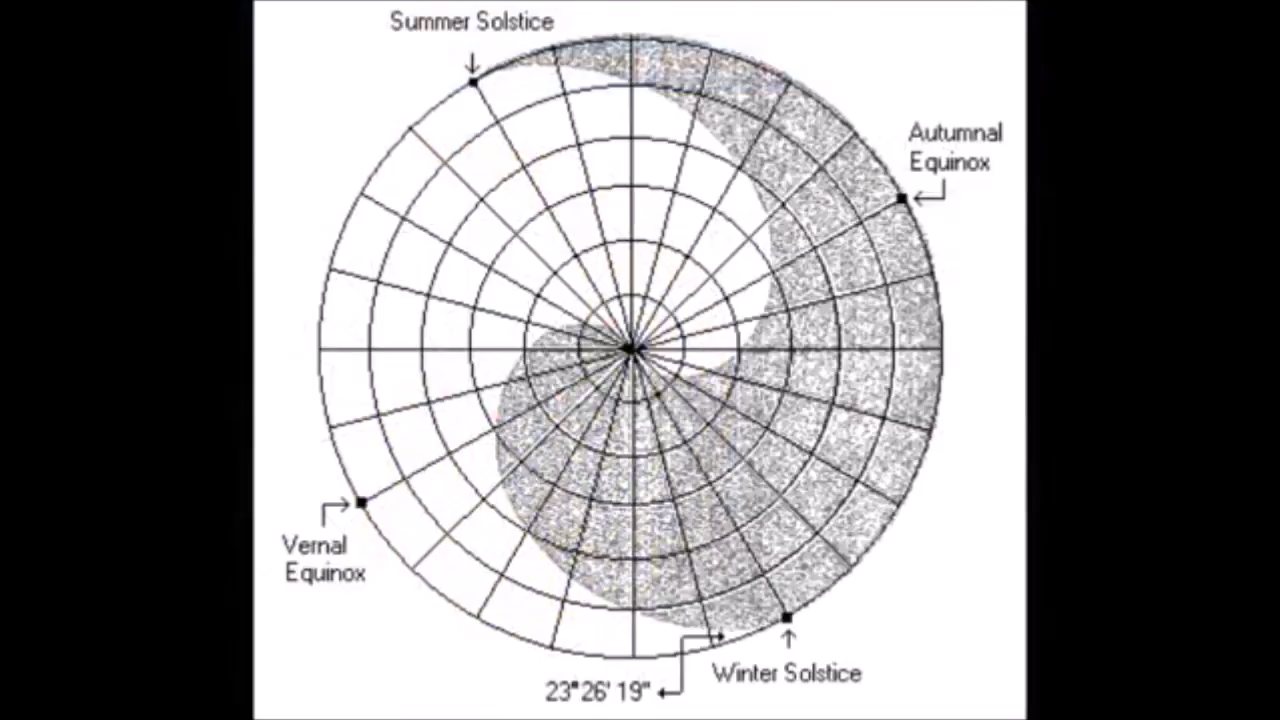 Summer Solstice
Autumnal
Equinox
Vernal
Equinox
Winter Solstice
23° 26' 19"